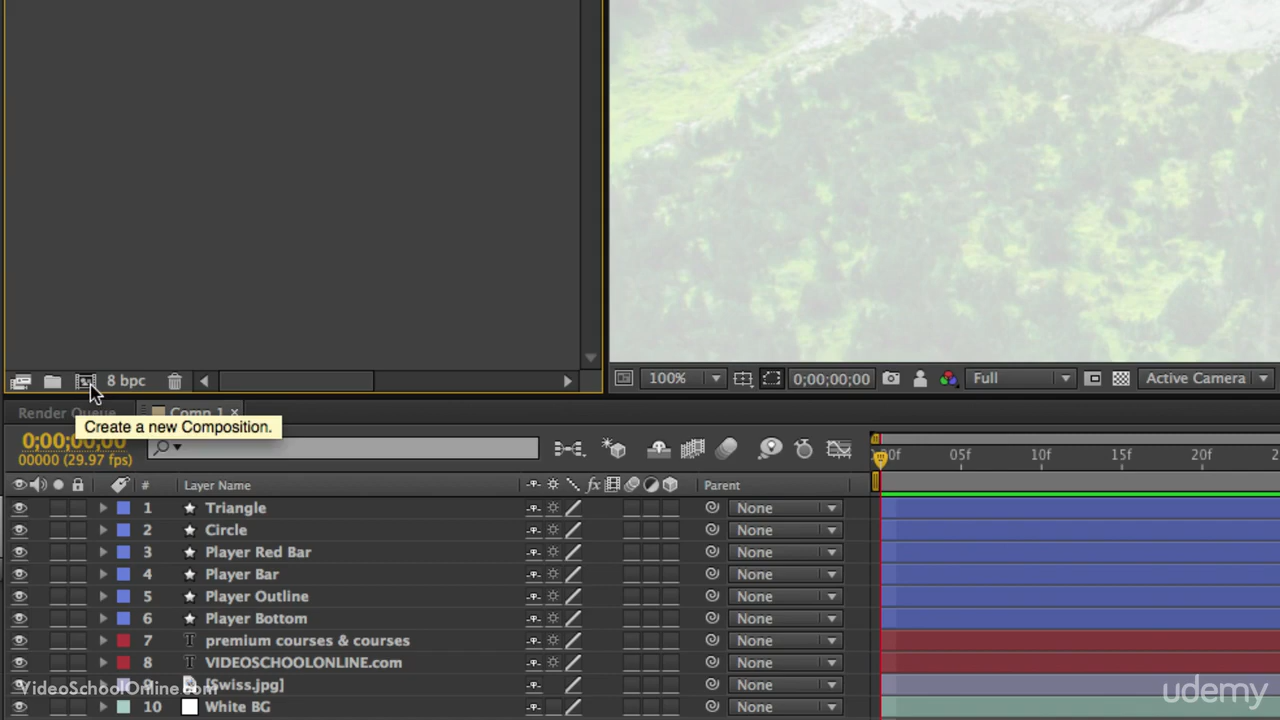 8 bpc
100%
0;00;00;00
Full
Active Camera
Render Queue
Comp 1 ×
Create a new Composition.
0;00;00;00
00000 (29.97 fps)
00f
05f
10f
15f
20f
# Layer Name
fx
Parent
1 Triangle None
2 Circle None
3 Player Red Bar None
4 Player Bar None
5 Player Outline None
6 Player Bottom None
7 T premium courses & courses None
8 T VIDEOSCHOOLONLINE.com None
[Swiss.jpg] None
VideoSchoolOnline.com
udemy
10 White BG None